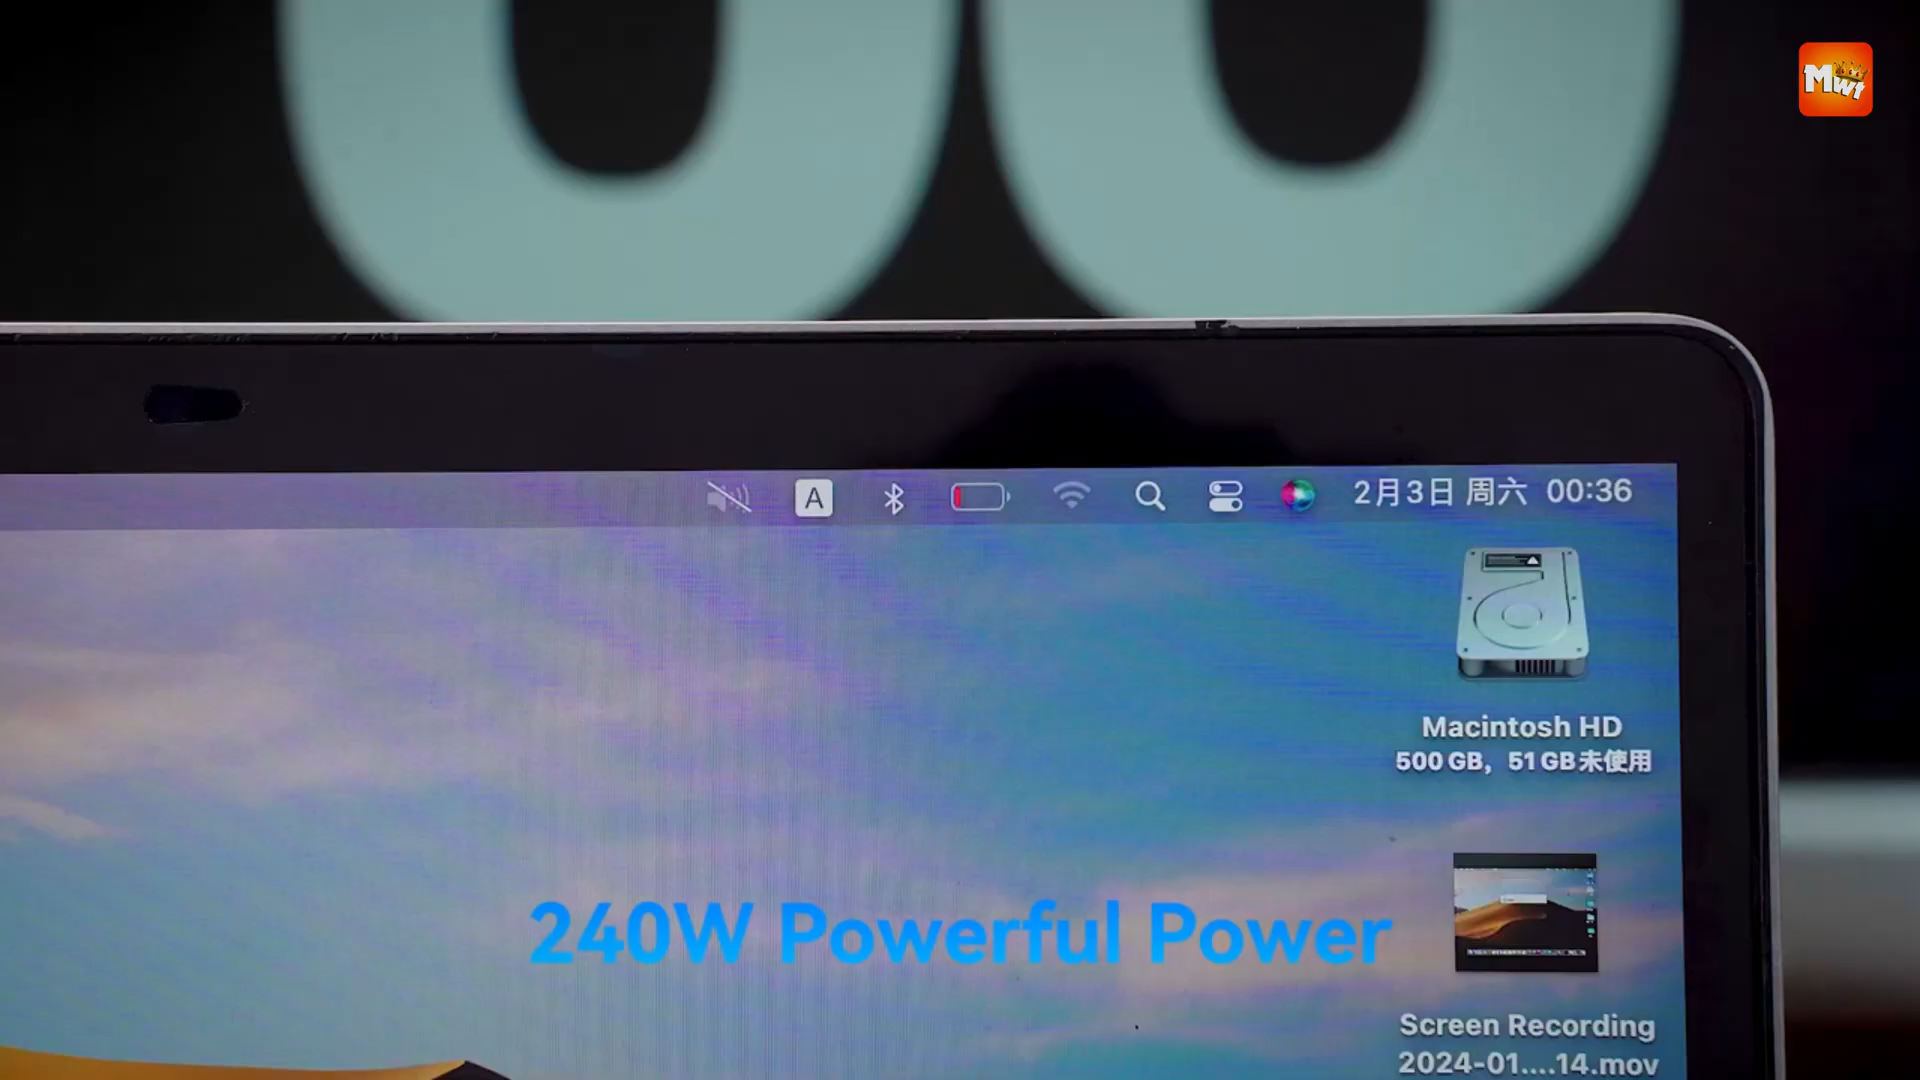 Mwt
A
2月3日 周六 00:36
Macintosh HD
500 GB，51 GB未使用
240W Powerful Power
Screen Recording
2024-01....14.mov